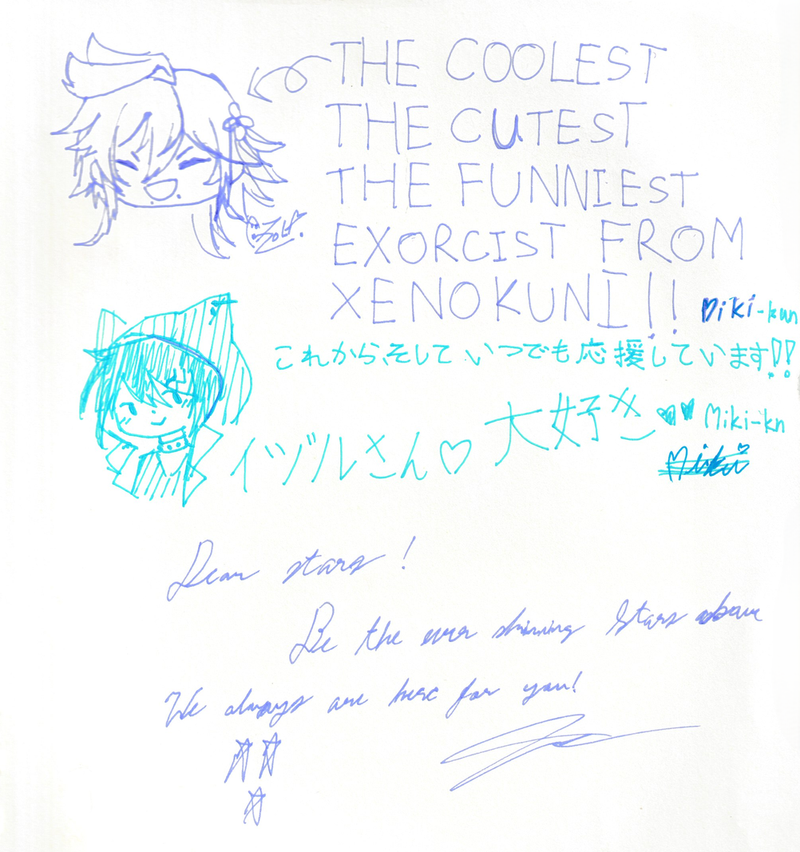 THE COOLEST
THE CUTEST
THE FUNNIEST
EXORCIST FROM
XENOKUNI!!
Miki-kun
これから、そして いつでも応援しています!!
大好き
Miki-kn
イヅルさん♡
Miki
Dear stars!
Be the ever shining stars above
We always are here for you!